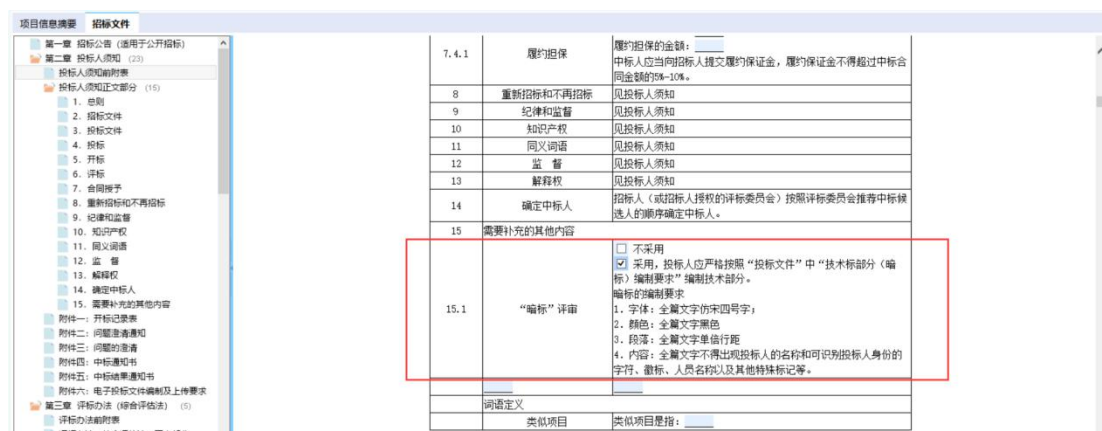 项目信息摘要 招标文件
第一章 招标公告（适用于公开招标）
第二章 投标人须知 (23)
投标人须知前附表
投标人须知正文部分 (15)
1. 总则
2. 招标文件
3. 投标文件
4. 投标
5. 开标
6. 评标
7. 合同授予
8. 重新招标和不再招标
9. 纪律和监督
10. 知识产权
11. 同义词语
12. 监 督
13. 解释权
14. 确定中标人
15. 需要补充的其他内容
附件一：开标记录表
附件二：问题澄清通知
附件三：问题的澄清
附件四：中标通知书
附件五：中标结果通知书
附件六：电子投标文件编制及上传要求
第三章 评标办法（综合评估法） (5)
评标办法前附表
7.4.1 履约担保 履约担保的金额：
中标人应当向招标人提交履约保证金，履约保证金不得超过中标合
同金额的5%-10%。
8 重新招标和不再招标 见投标人须知
9 纪律和监督 见投标人须知
10 知识产权 见投标人须知
11 同义词语 见投标人须知
12 监 督 见投标人须知
13 解释权 见投标人须知
14 确定中标人 招标人（或招标人授权的评标委员会）按照评标委员会推荐中标候
选人的顺序确定中标人。
15 需要补充的其他内容
15.1 “暗标”评审 不采用
采用，投标人应严格按照“投标文件”中“技术标部分（暗
标）编制要求”编制技术部分。
暗标的编制要求
1. 字体：全篇文字仿宋四号字；
2. 颜色：全篇文字黑色
3. 段落：全篇文字单倍行距
4. 内容：全篇文字不得出现投标人的名称和可识别投标人身份的
字符、徽标、人员名称以及其他特殊标记等。
词语定义
类似项目 类似项目是指：